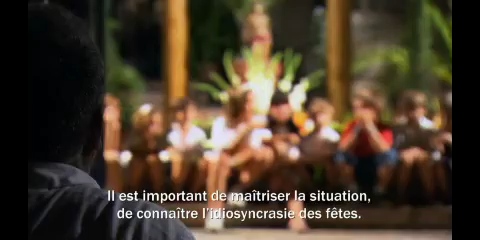 Il est important de maîtriser la situation,
de connaître l'idiosyncrasie des fêtes.